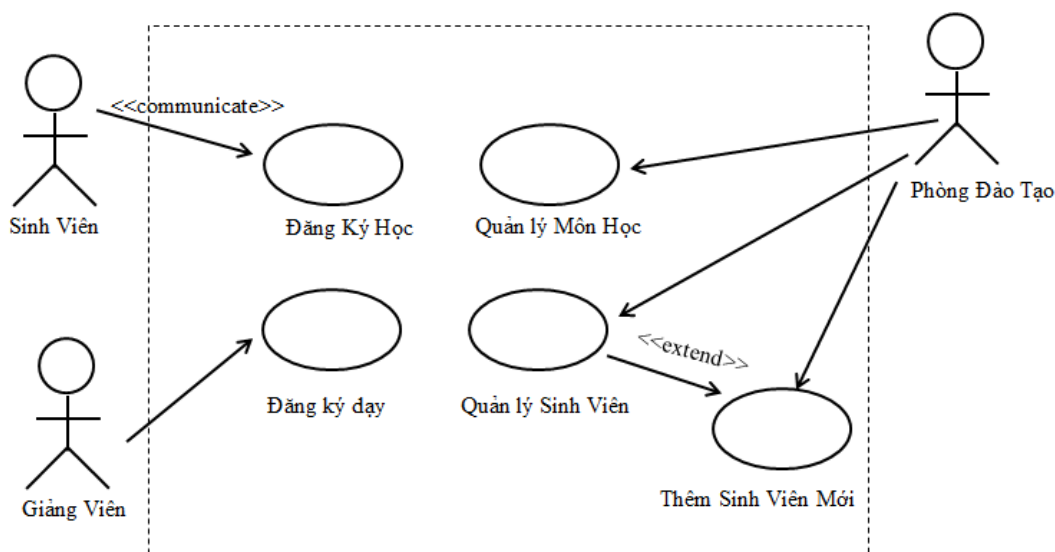 <<communicate>>
Sinh Viên
Đăng Ký Học
Quản lý Môn Học
Phòng Đào Tạo
<<extend>>
Đăng ký dạy
Quản lý Sinh Viên
Giảng Viên
Thêm Sinh Viên Mới